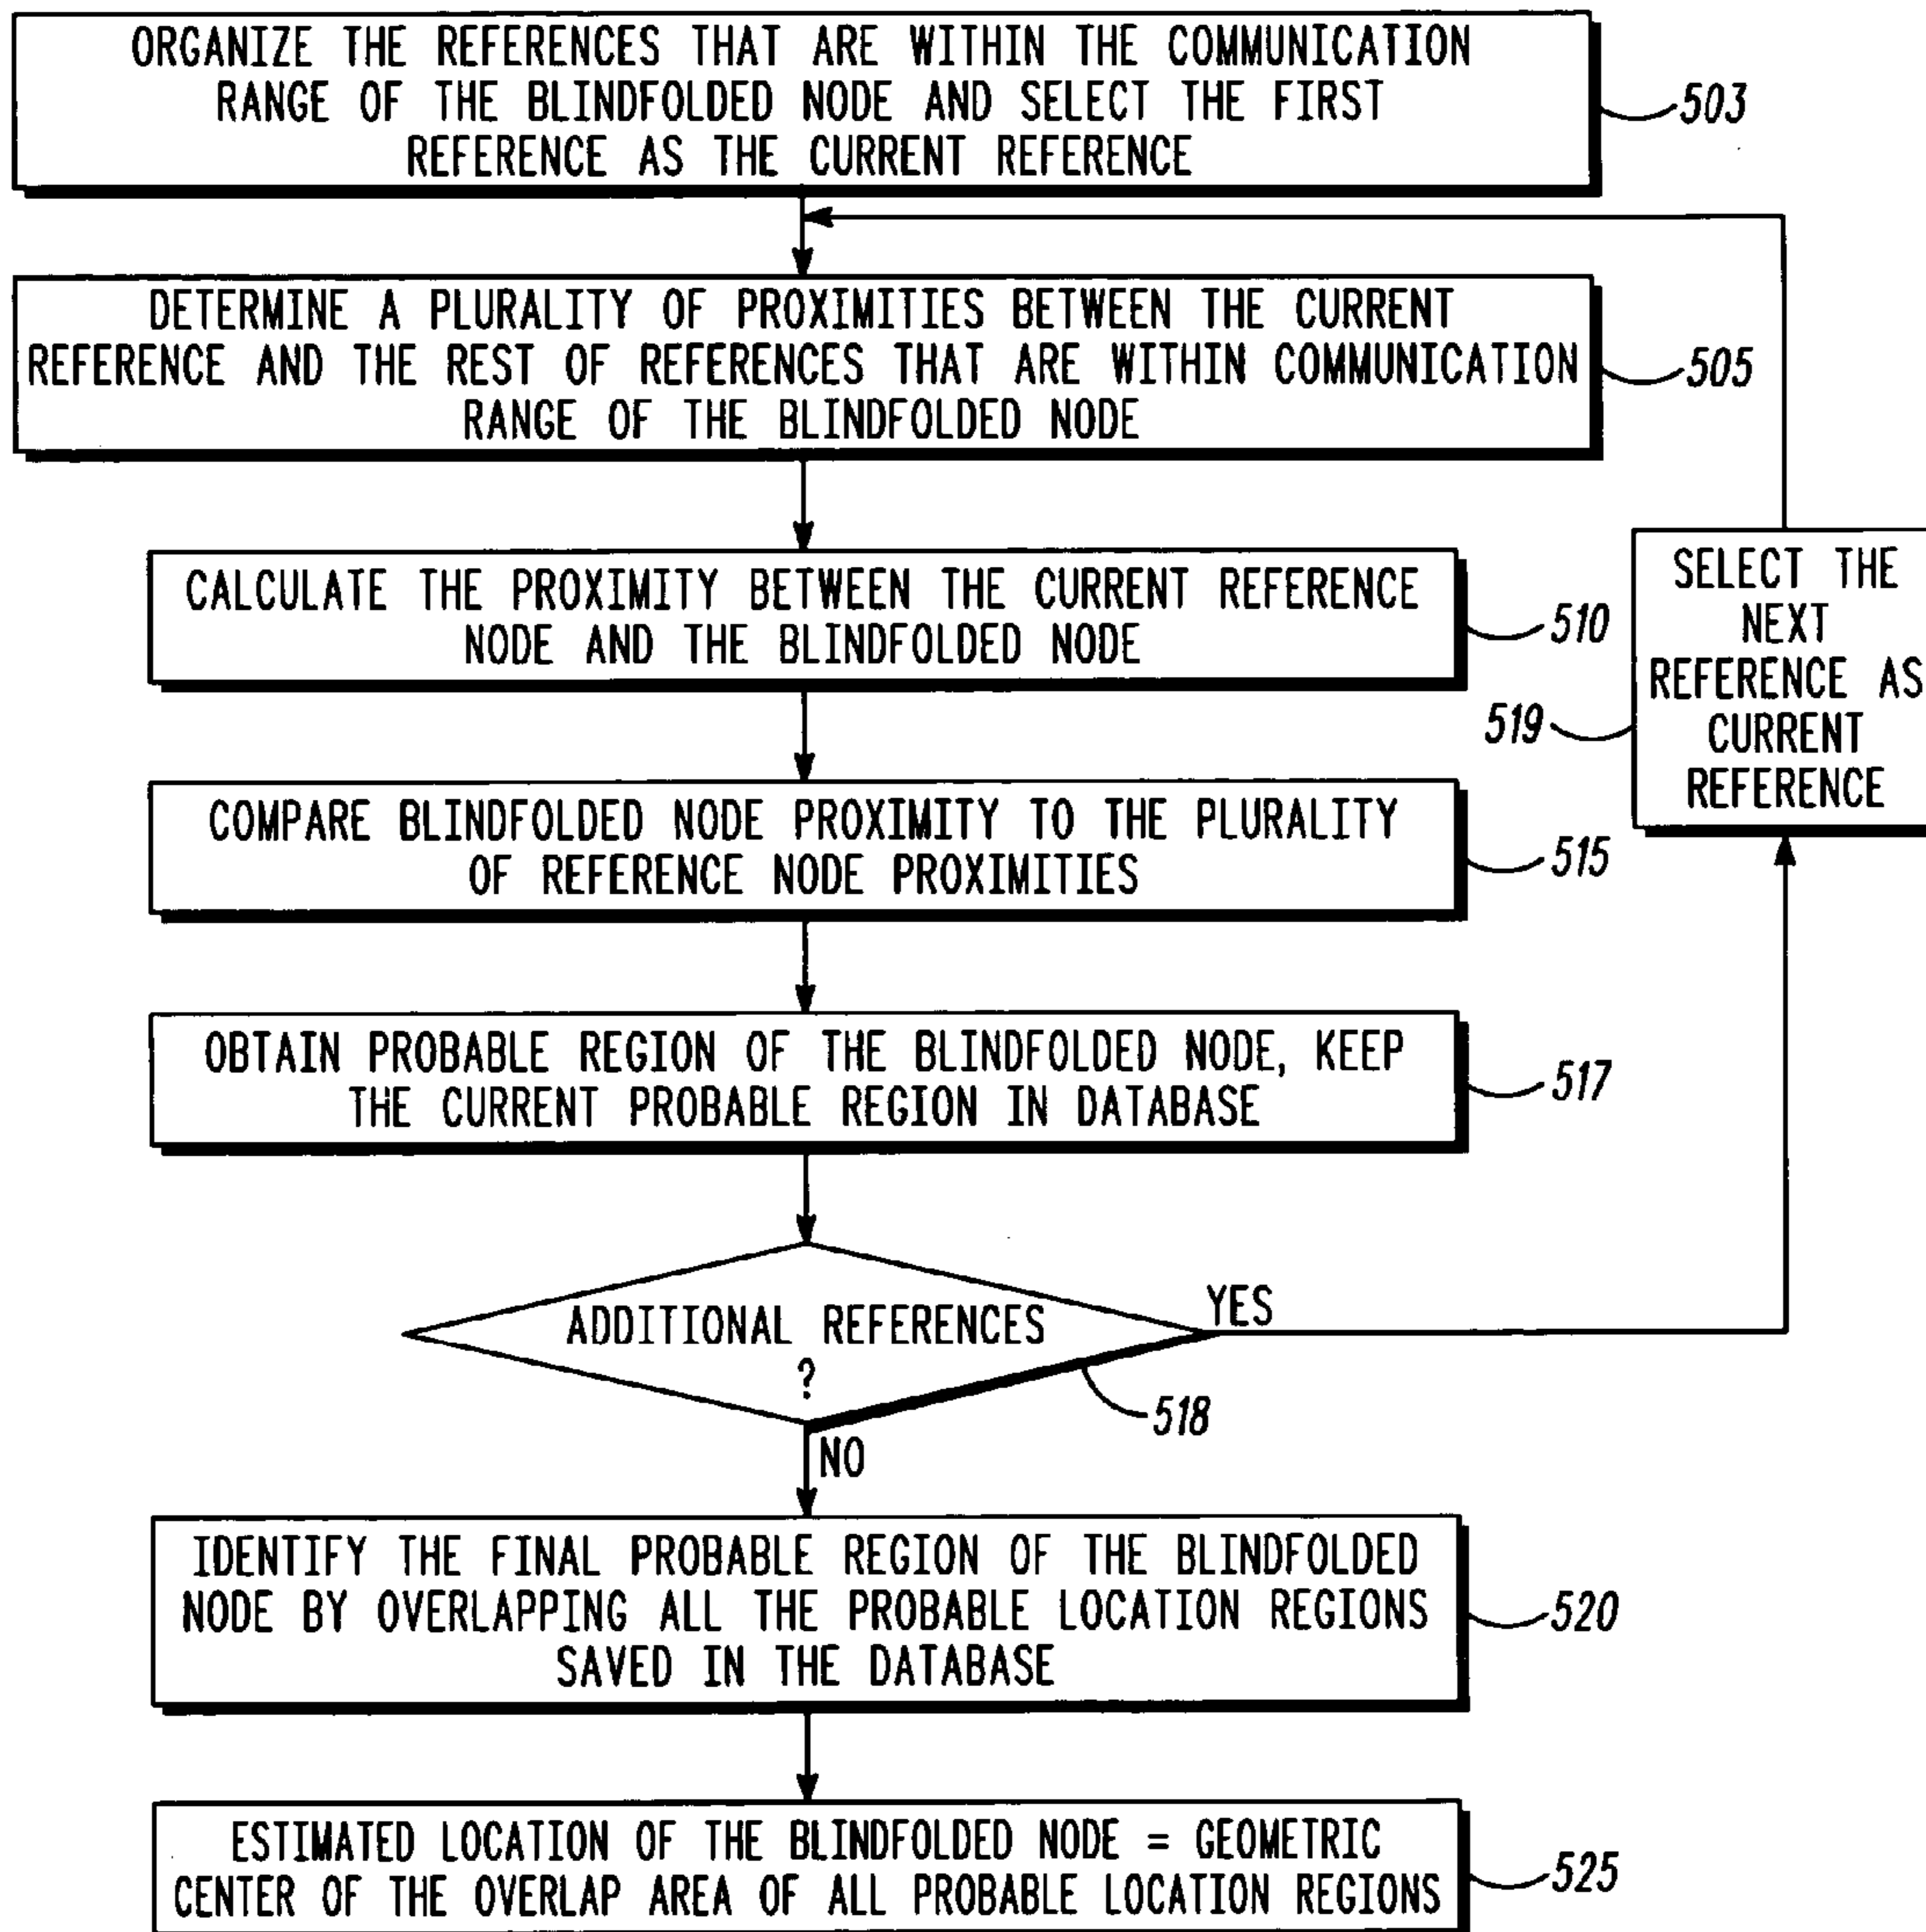 ORGANIZE THE REFERENCES THAT ARE WITHIN THE COMMUNICATION
RANGE OF THE BLINDFOLDED NODE AND SELECT THE FIRST
REFERENCE AS THE CURRENT REFERENCE
503
DETERMINE A PLURALITY OF PROXIMITIES BETWEEN THE CURRENT
REFERENCE AND THE REST OF REFERENCES THAT ARE WITHIN COMMUNICATION
RANGE OF THE BLINDFOLDED NODE
505
CALCULATE THE PROXIMITY BETWEEN THE CURRENT REFERENCE
NODE AND THE BLINDFOLDED NODE
510
SELECT THE
NEXT
REFERENCE AS
CURRENT
REFERENCE
519
COMPARE BLINDFOLDED NODE PROXIMITY TO THE PLURALITY
OF REFERENCE NODE PROXIMITIES
515
OBTAIN PROBABLE REGION OF THE BLINDFOLDED NODE, KEEP
THE CURRENT PROBABLE REGION IN DATABASE
517
ADDITIONAL REFERENCES
?
YES
518
NO
IDENTIFY THE FINAL PROBABLE REGION OF THE BLINDFOLDED
NODE BY OVERLAPPING ALL THE PROBABLE LOCATION REGIONS
SAVED IN THE DATABASE
520
ESTIMATED LOCATION OF THE BLINDFOLDED NODE = GEOMETRIC
CENTER OF THE OVERLAP AREA OF ALL PROBABLE LOCATION REGIONS
525